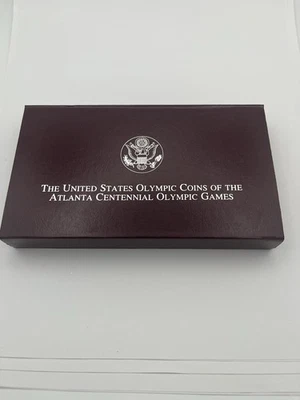 The United States Olympic Coins of the
Atlanta Centennial Olympic Games